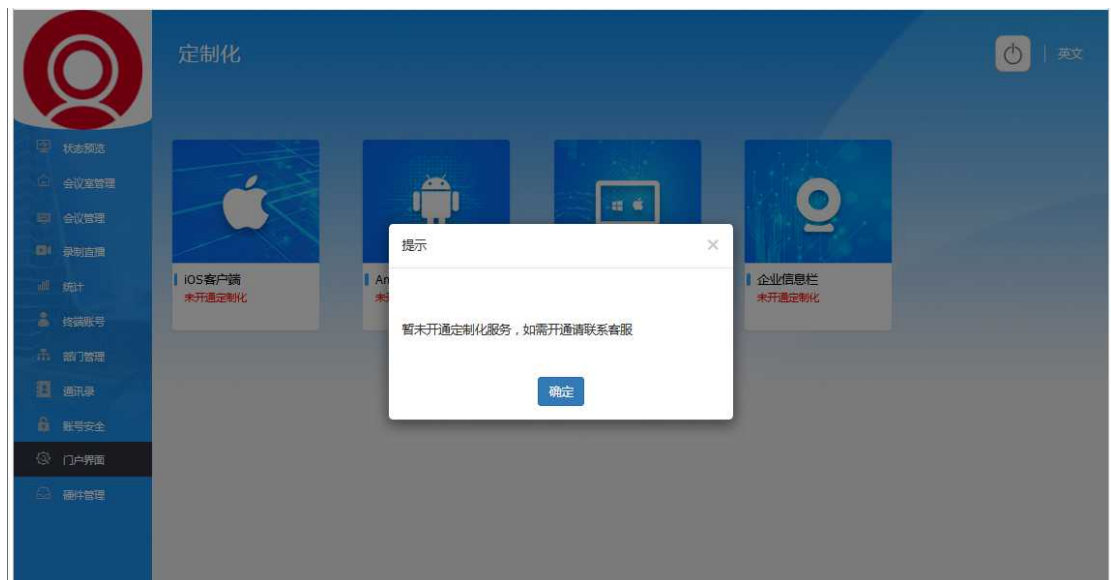 定制化
英文
状态预览
会议室管理
会议管理
录制直播
统计
终端账号
部门管理
通讯录
账号安全
门户界面
硬件管理
iOS客户端
未开通定制化
An
未
企业信息栏
未开通定制化
提示
暂未开通定制化服务，如需开通请联系客服
确定